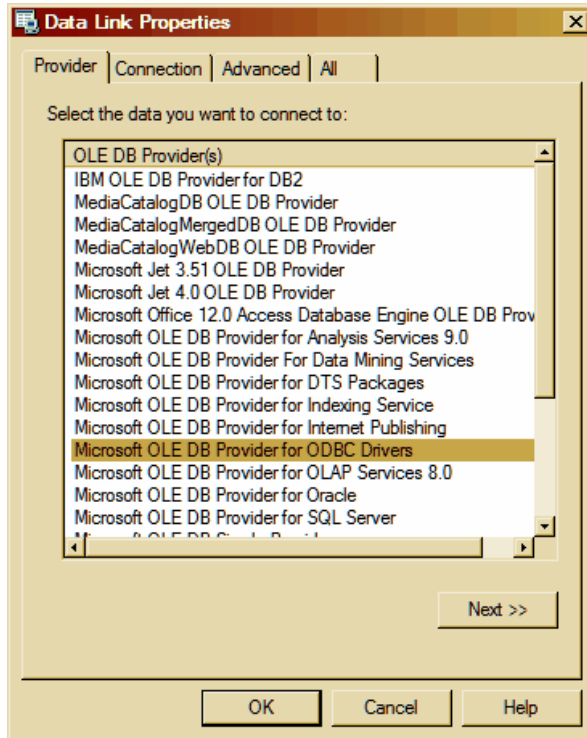 Data Link Properties
Provider Connection Advanced All
Select the data you want to connect to:
OLE DB Provider(s)
IBM OLE DB Provider for DB2
MediaCatalogDB OLE DB Provider
MediaCatalogMergedDB OLE DB Provider
MediaCatalogWebDB OLE DB Provider
Microsoft Jet 3.51 OLE DB Provider
Microsoft Jet 4.0 OLE DB Provider
Microsoft Office 12.0 Access Database Engine OLE DB Prov
Microsoft OLE DB Provider for Analysis Services 9.0
Microsoft OLE DB Provider For Data Mining Services
Microsoft OLE DB Provider for DTS Packages
Microsoft OLE DB Provider for Indexing Service
Microsoft OLE DB Provider for Internet Publishing
Microsoft OLE DB Provider for ODBC Drivers
Microsoft OLE DB Provider for OLAP Services 8.0
Microsoft OLE DB Provider for Oracle
Microsoft OLE DB Provider for SQL Server
Microsoft OLE DB Simple Provider
Next >>
OK Cancel Help